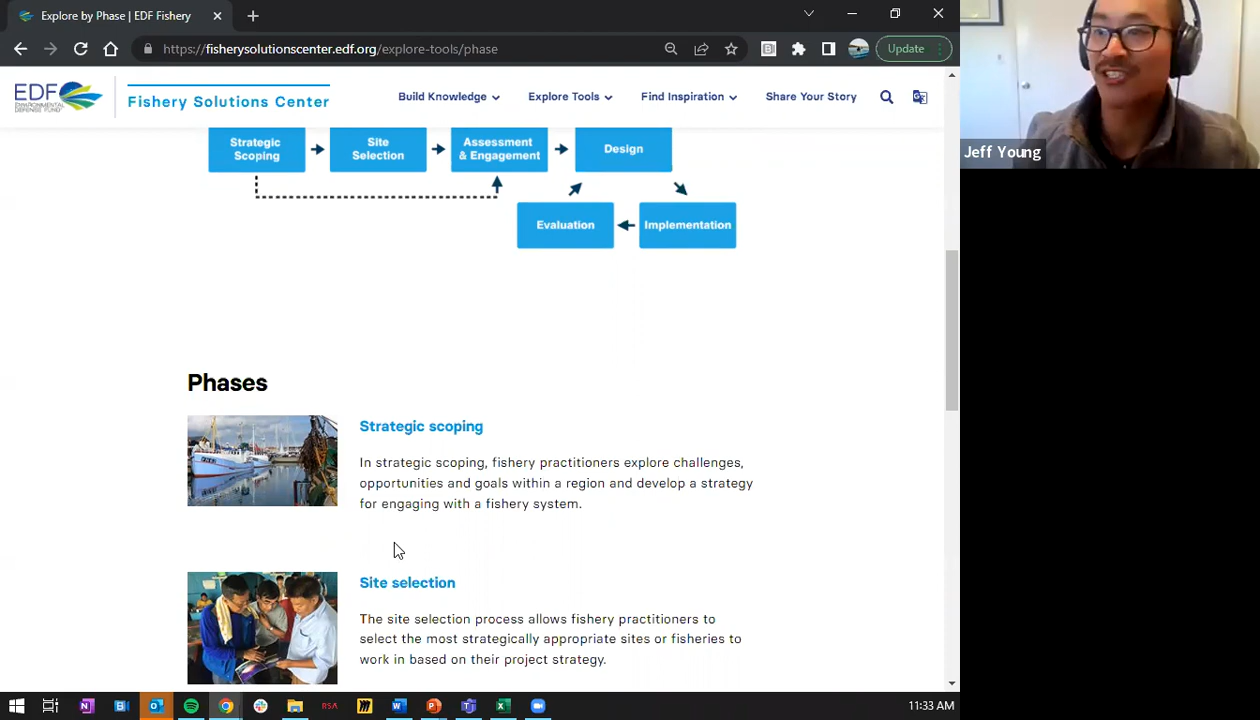 Explore by Phase | EDF Fishery
https://fisherysolutionscenter.edf.org/explore-tools/phase
Update
EDF
ENVIRONMENTAL
DEFENSE FUND
Fishery Solutions Center
Build Knowledge
Explore Tools
Find Inspiration
Share Your Story
Jeff Young
Strategic
Scoping
Site
Selection
Assessment
& Engagement
Design
Evaluation
Implementation
Phases
Strategic scoping
In strategic scoping, fishery practitioners explore challenges,
opportunities and goals within a region and develop a strategy
for engaging with a fishery system.
Site selection
The site selection process allows fishery practitioners to
select the most strategically appropriate sites or fisheries to
work in based on their project strategy.
RSA
11:33 AM